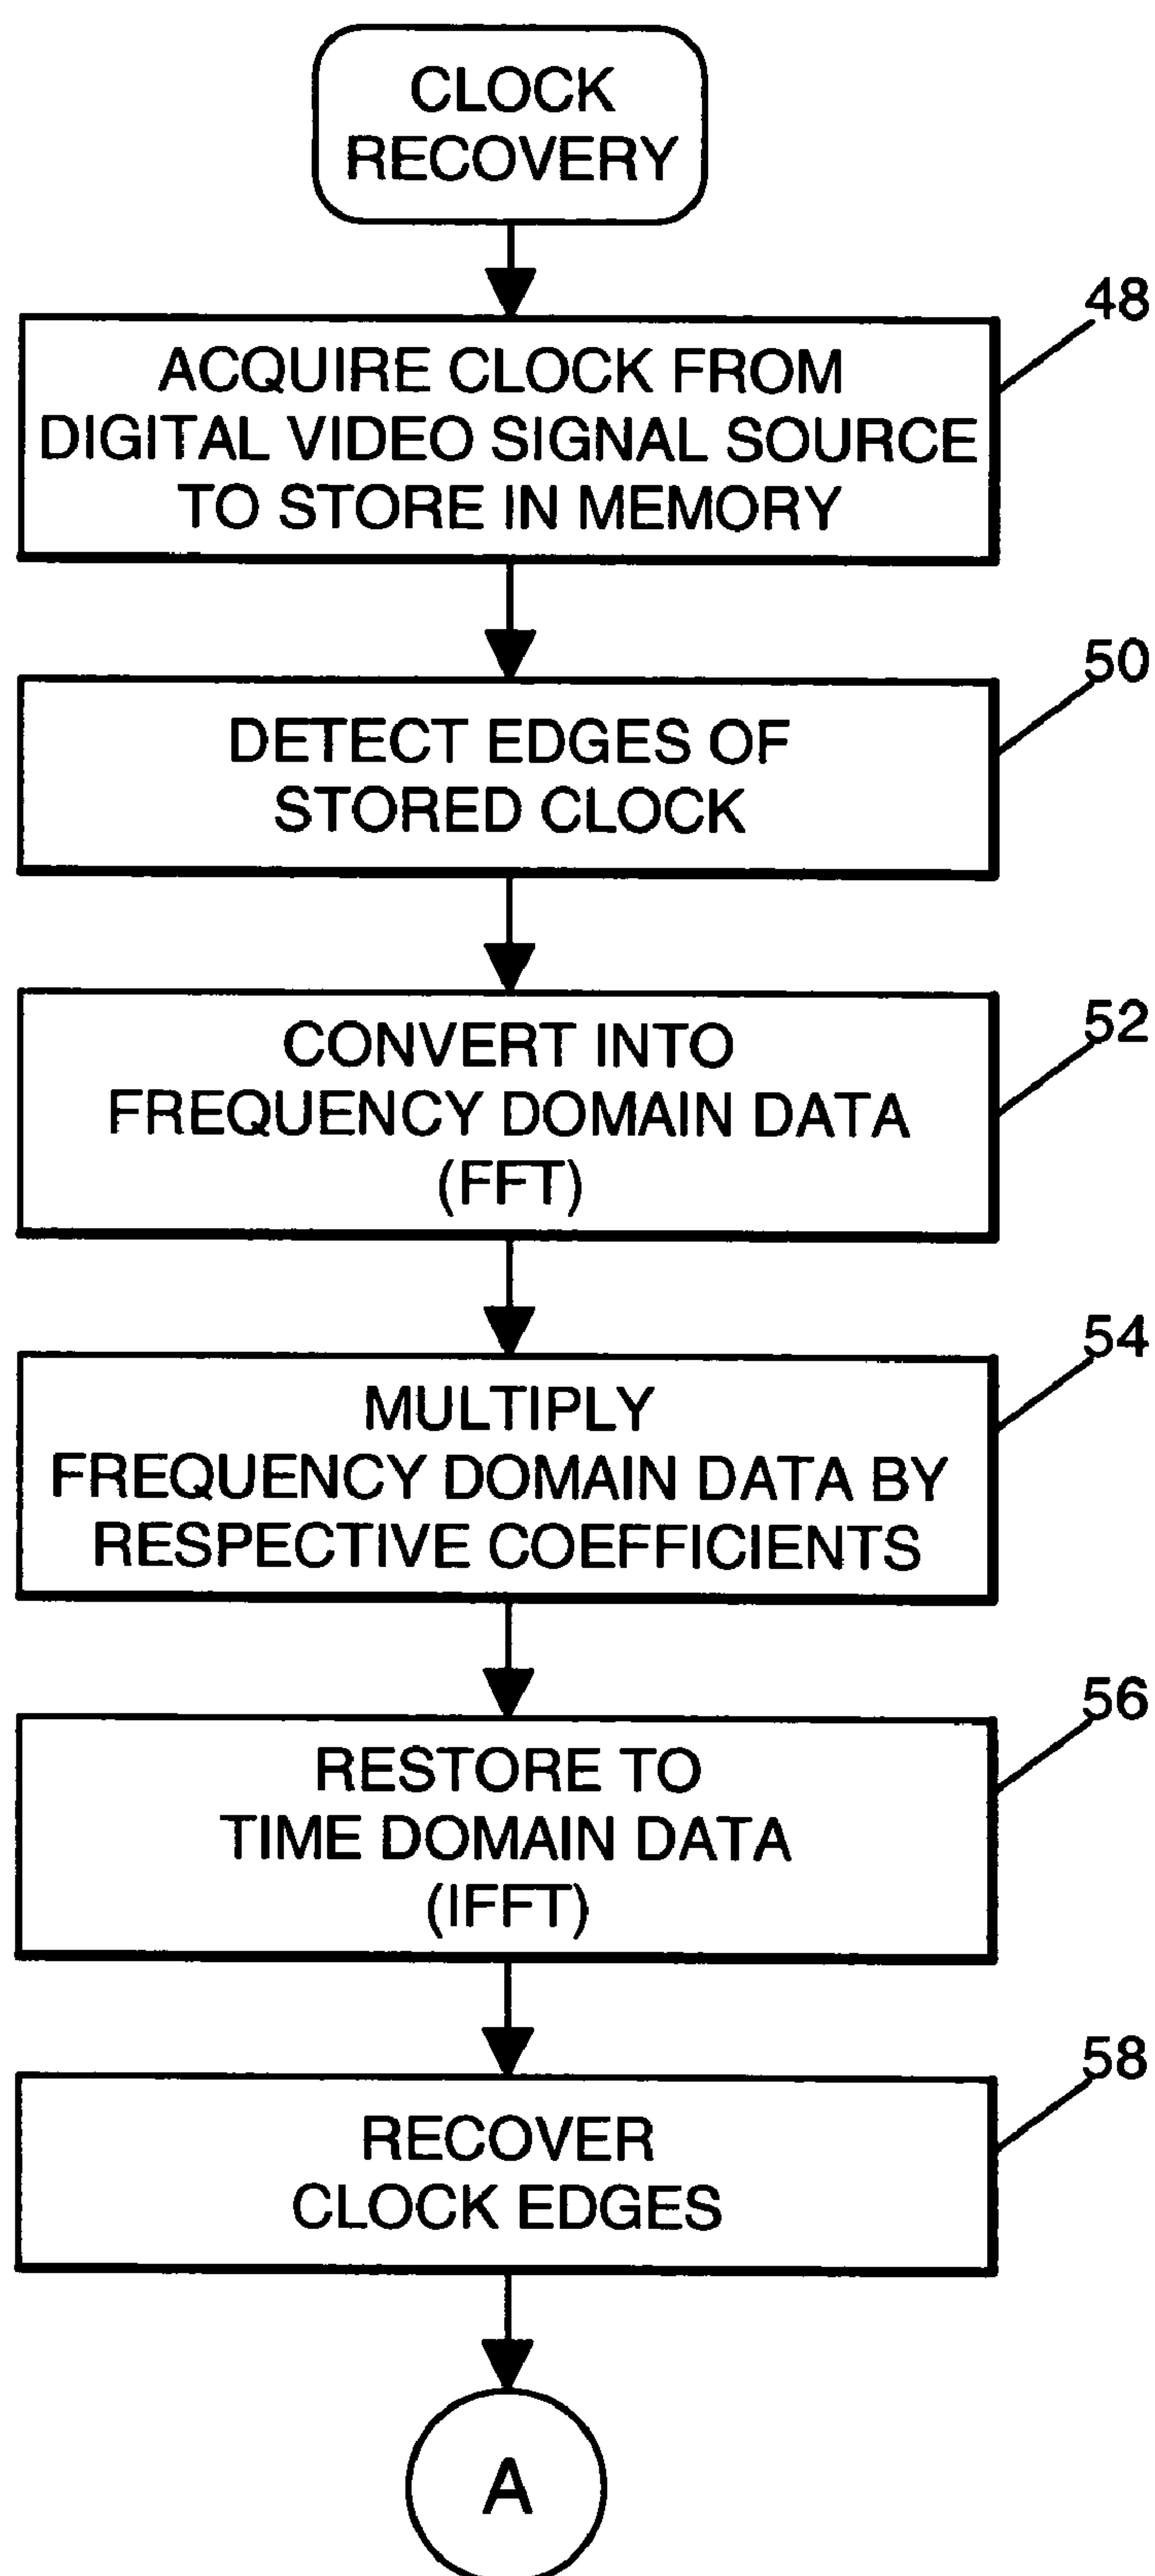 CLOCK
RECOVERY
48
ACQUIRE CLOCK FROM
DIGITAL VIDEO SIGNAL SOURCE
TO STORE IN MEMORY
50
DETECT EDGES OF
STORED CLOCK
52
CONVERT INTO
FREQUENCY DOMAIN DATA
(FFT)
54
MULTIPLY
FREQUENCY DOMAIN DATA BY
RESPECTIVE COEFFICIENTS
56
RESTORE TO
TIME DOMAIN DATA
(IFFT)
58
RECOVER
CLOCK EDGES
A